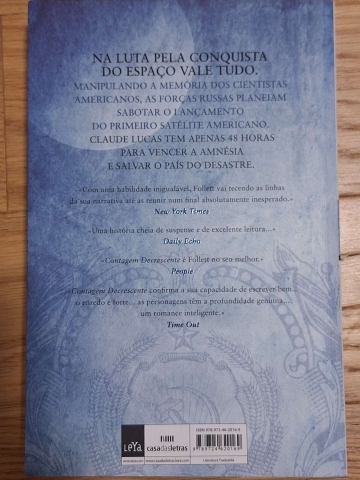 NA LUTA PELA CONQUISTA
DO ESPAÇO VALE TUDO.
MANIPULANDO A MEMÓRIA DOS CIENTISTAS
AMERICANOS, AS FORÇAS RUSSAS PLANEIAM
SABOTAR O LANÇAMENTO
DO PRIMEIRO SATÉLITE AMERICANO.
CLAUDE LUCAS TEM APENAS 48 HORAS
PARA VENCER A AMNÉSIA
E SALVAR O PAÍS DO DESASTRE.
«Com uma habilidade inigualável, Follett vai tecendo as linhas
da sua narrativa até as reunir num final absolutamente inesperado.»
New York Times
«Uma história cheia de suspense e de excelente leitura...»
Daily Echo
«Contagem Decrescente é Follett no seu melhor.»
People
«Contagem Decrescente confirma a sua capacidade de escrever bem...
o enredo é forte... as personagens têm a profundidade genuína...
um romance inteligente.»
Time Out
LeYa
casadasletras
Literatura Traduzida